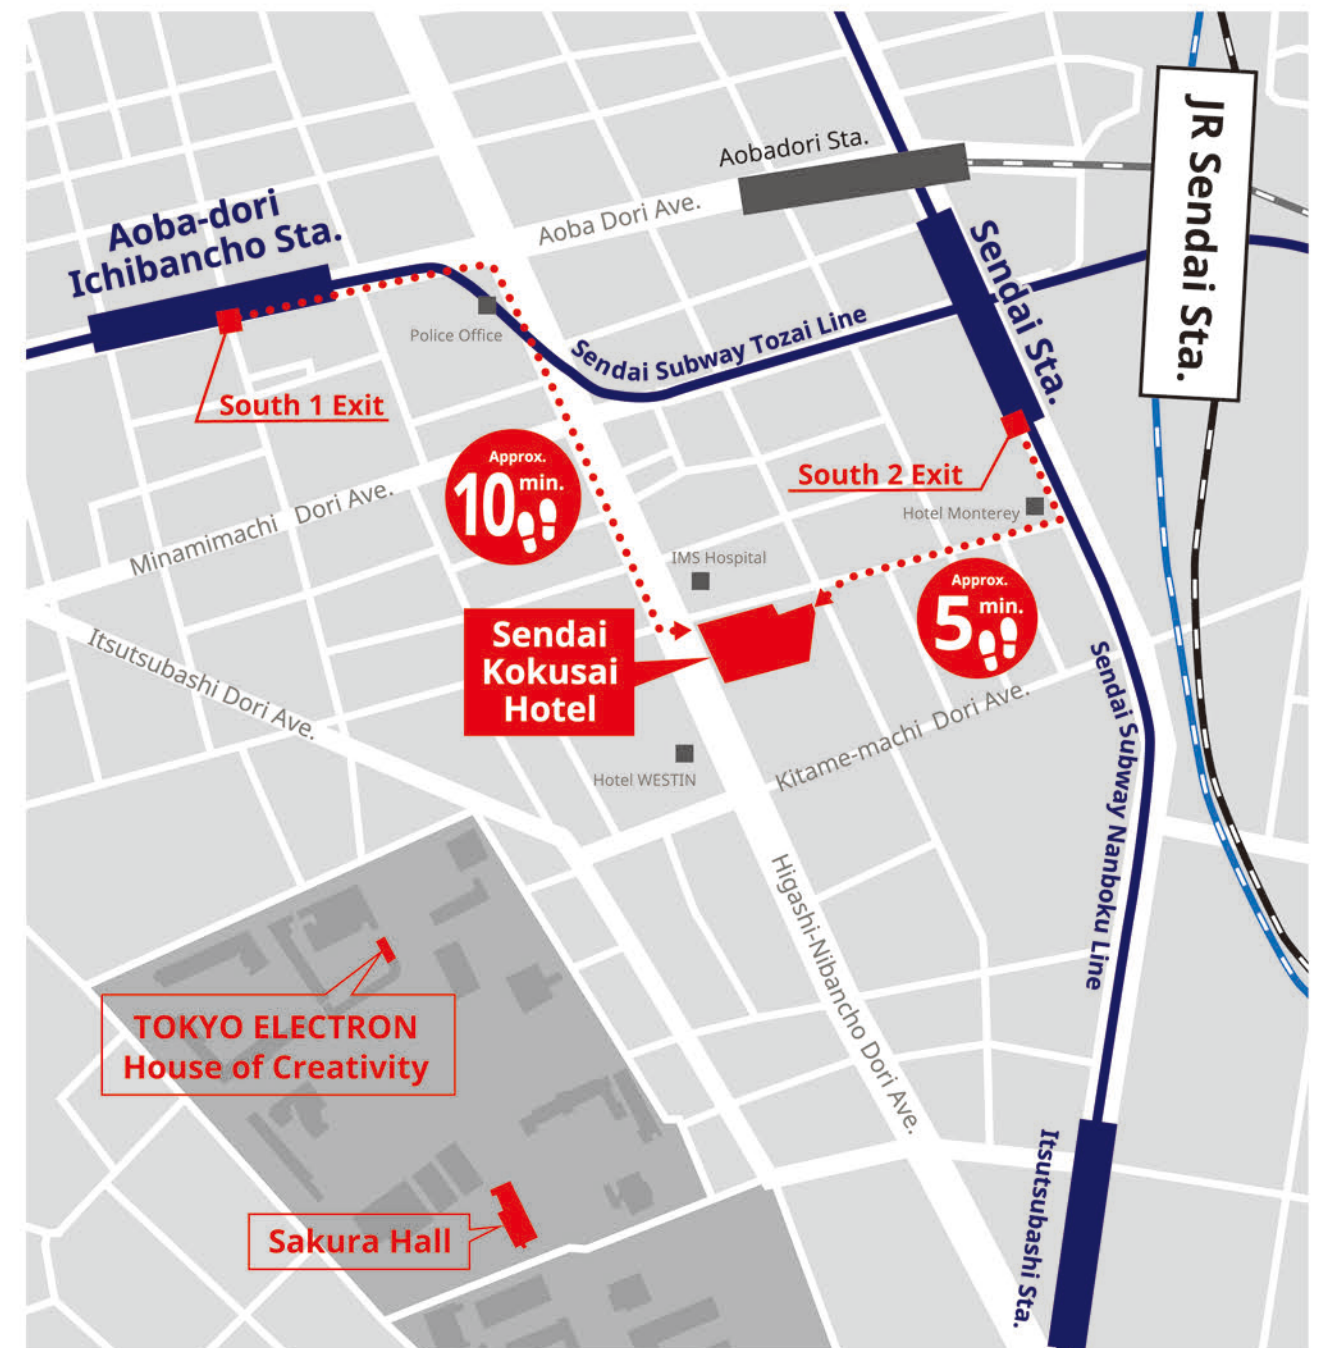 JR Sendai Sta.
Aobadori Sta.
Aoba-dori
Ichibancho Sta.
Aoba Dori Ave.
Sendai Sta.
Police Office
Sendai Subway Tozai Line
South 1 Exit
Approx.
10 min.
South 2 Exit
Minamimachi Dori Ave.
Hotel Monterey
IMS Hospital
Approx.
5 min.
Sendai
Kokusai
Hotel
Itsutsubashi Dori Ave.
Kitame-machi Dori Ave.
Sendai Subway Nanboku Line
Hotel WESTIN
Higashi-Nibancho Dori Ave.
TOKYO ELECTRON
House of Creativity
Itsutsubashi Sta.
Sakura Hall